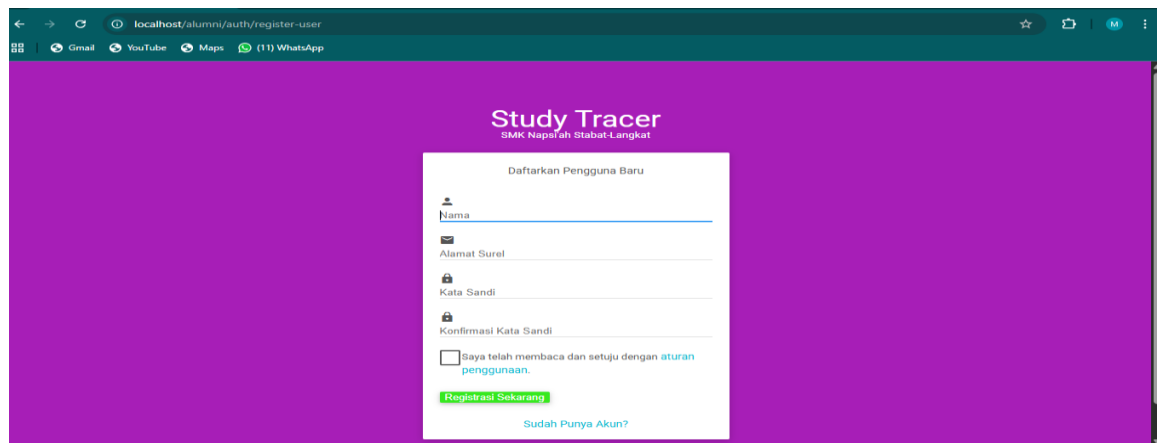 localhost/alumni/auth/register-user
M
Gmail YouTube Maps (11) WhatsApp
Study Tracer
SMK Napsi'ah Stabat-Langkat
Daftarkan Pengguna Baru
Nama
Alamat Surel
Kata Sandi
Konfirmasi Kata Sandi
Saya telah membaca dan setuju dengan aturan
penggunaan.
Registrasi Sekarang
Sudah Punya Akun?